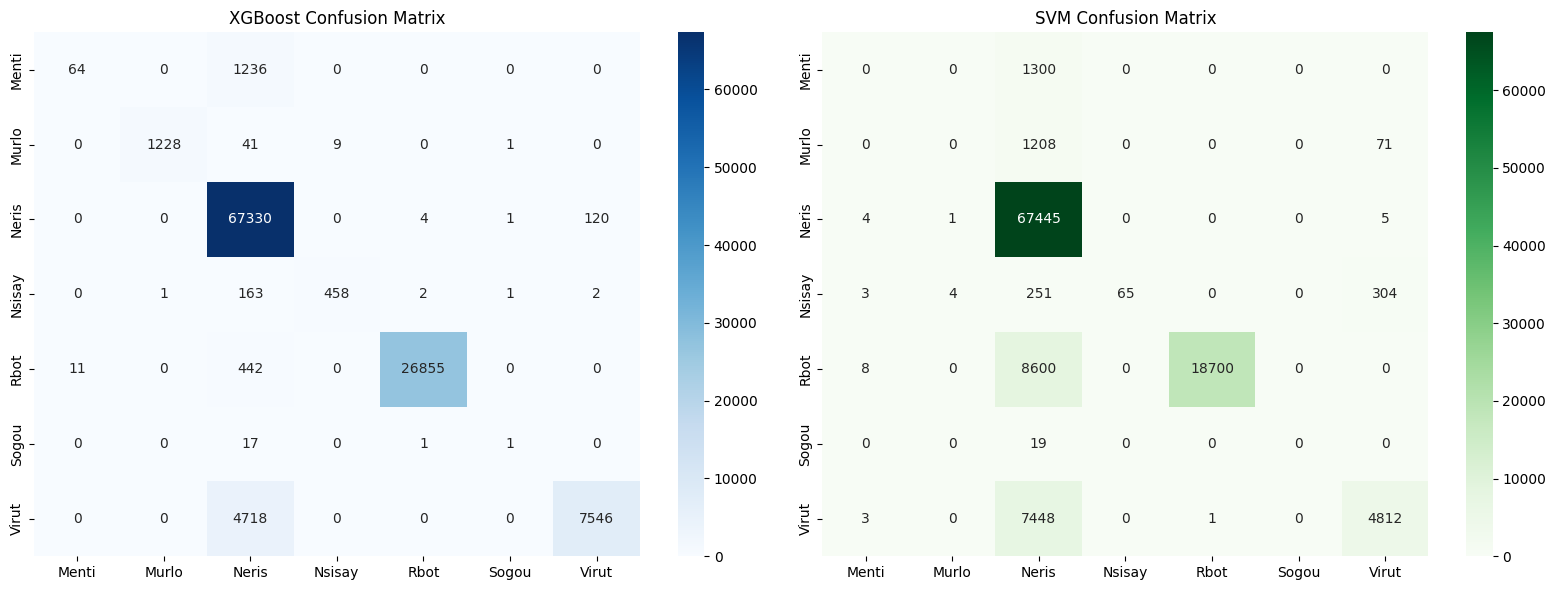 XGBoost Confusion Matrix
Menti 64 0 1236 0 0 0 0
Murlo 0 1228 41 9 0 1 0
Neris 0 0 67330 0 4 1 120
Nsisay 0 1 163 458 2 1 2
Rbot 11 0 442 0 26855 0 0
Sogou 0 0 17 0 1 1 0
Virut 0 0 4718 0 0 0 7546
Menti Murlo Neris Nsisay Rbot Sogou Virut
60000
50000
40000
30000
20000
10000
0
SVM Confusion Matrix
Menti 0 0 1300 0 0 0 0
Murlo 0 0 1208 0 0 0 71
Neris 4 1 67445 0 0 0 5
Nsisay 3 4 251 65 0 0 304
Rbot 8 0 8600 0 18700 0 0
Sogou 0 0 19 0 0 0 0
Virut 3 0 7448 0 1 0 4812
Menti Murlo Neris Nsisay Rbot Sogou Virut
60000
50000
40000
30000
20000
10000
0